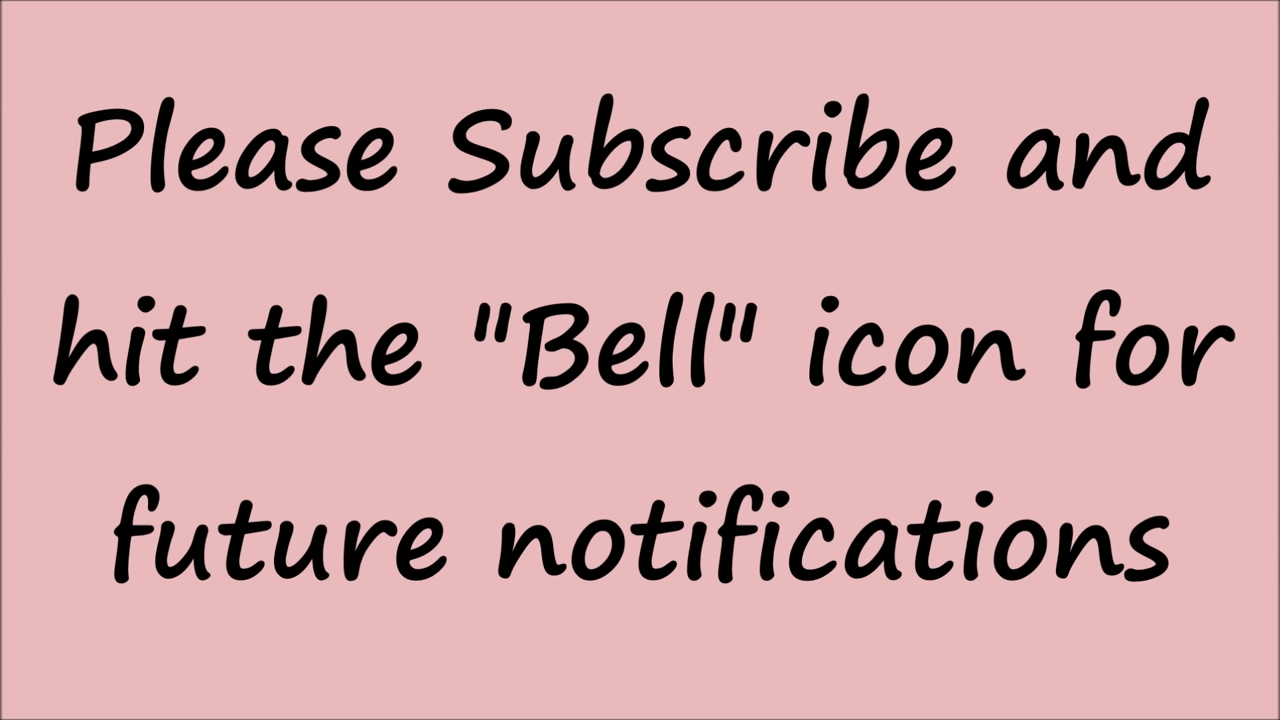 Please Subscribe and
hit the "Bell" icon for
future notifications